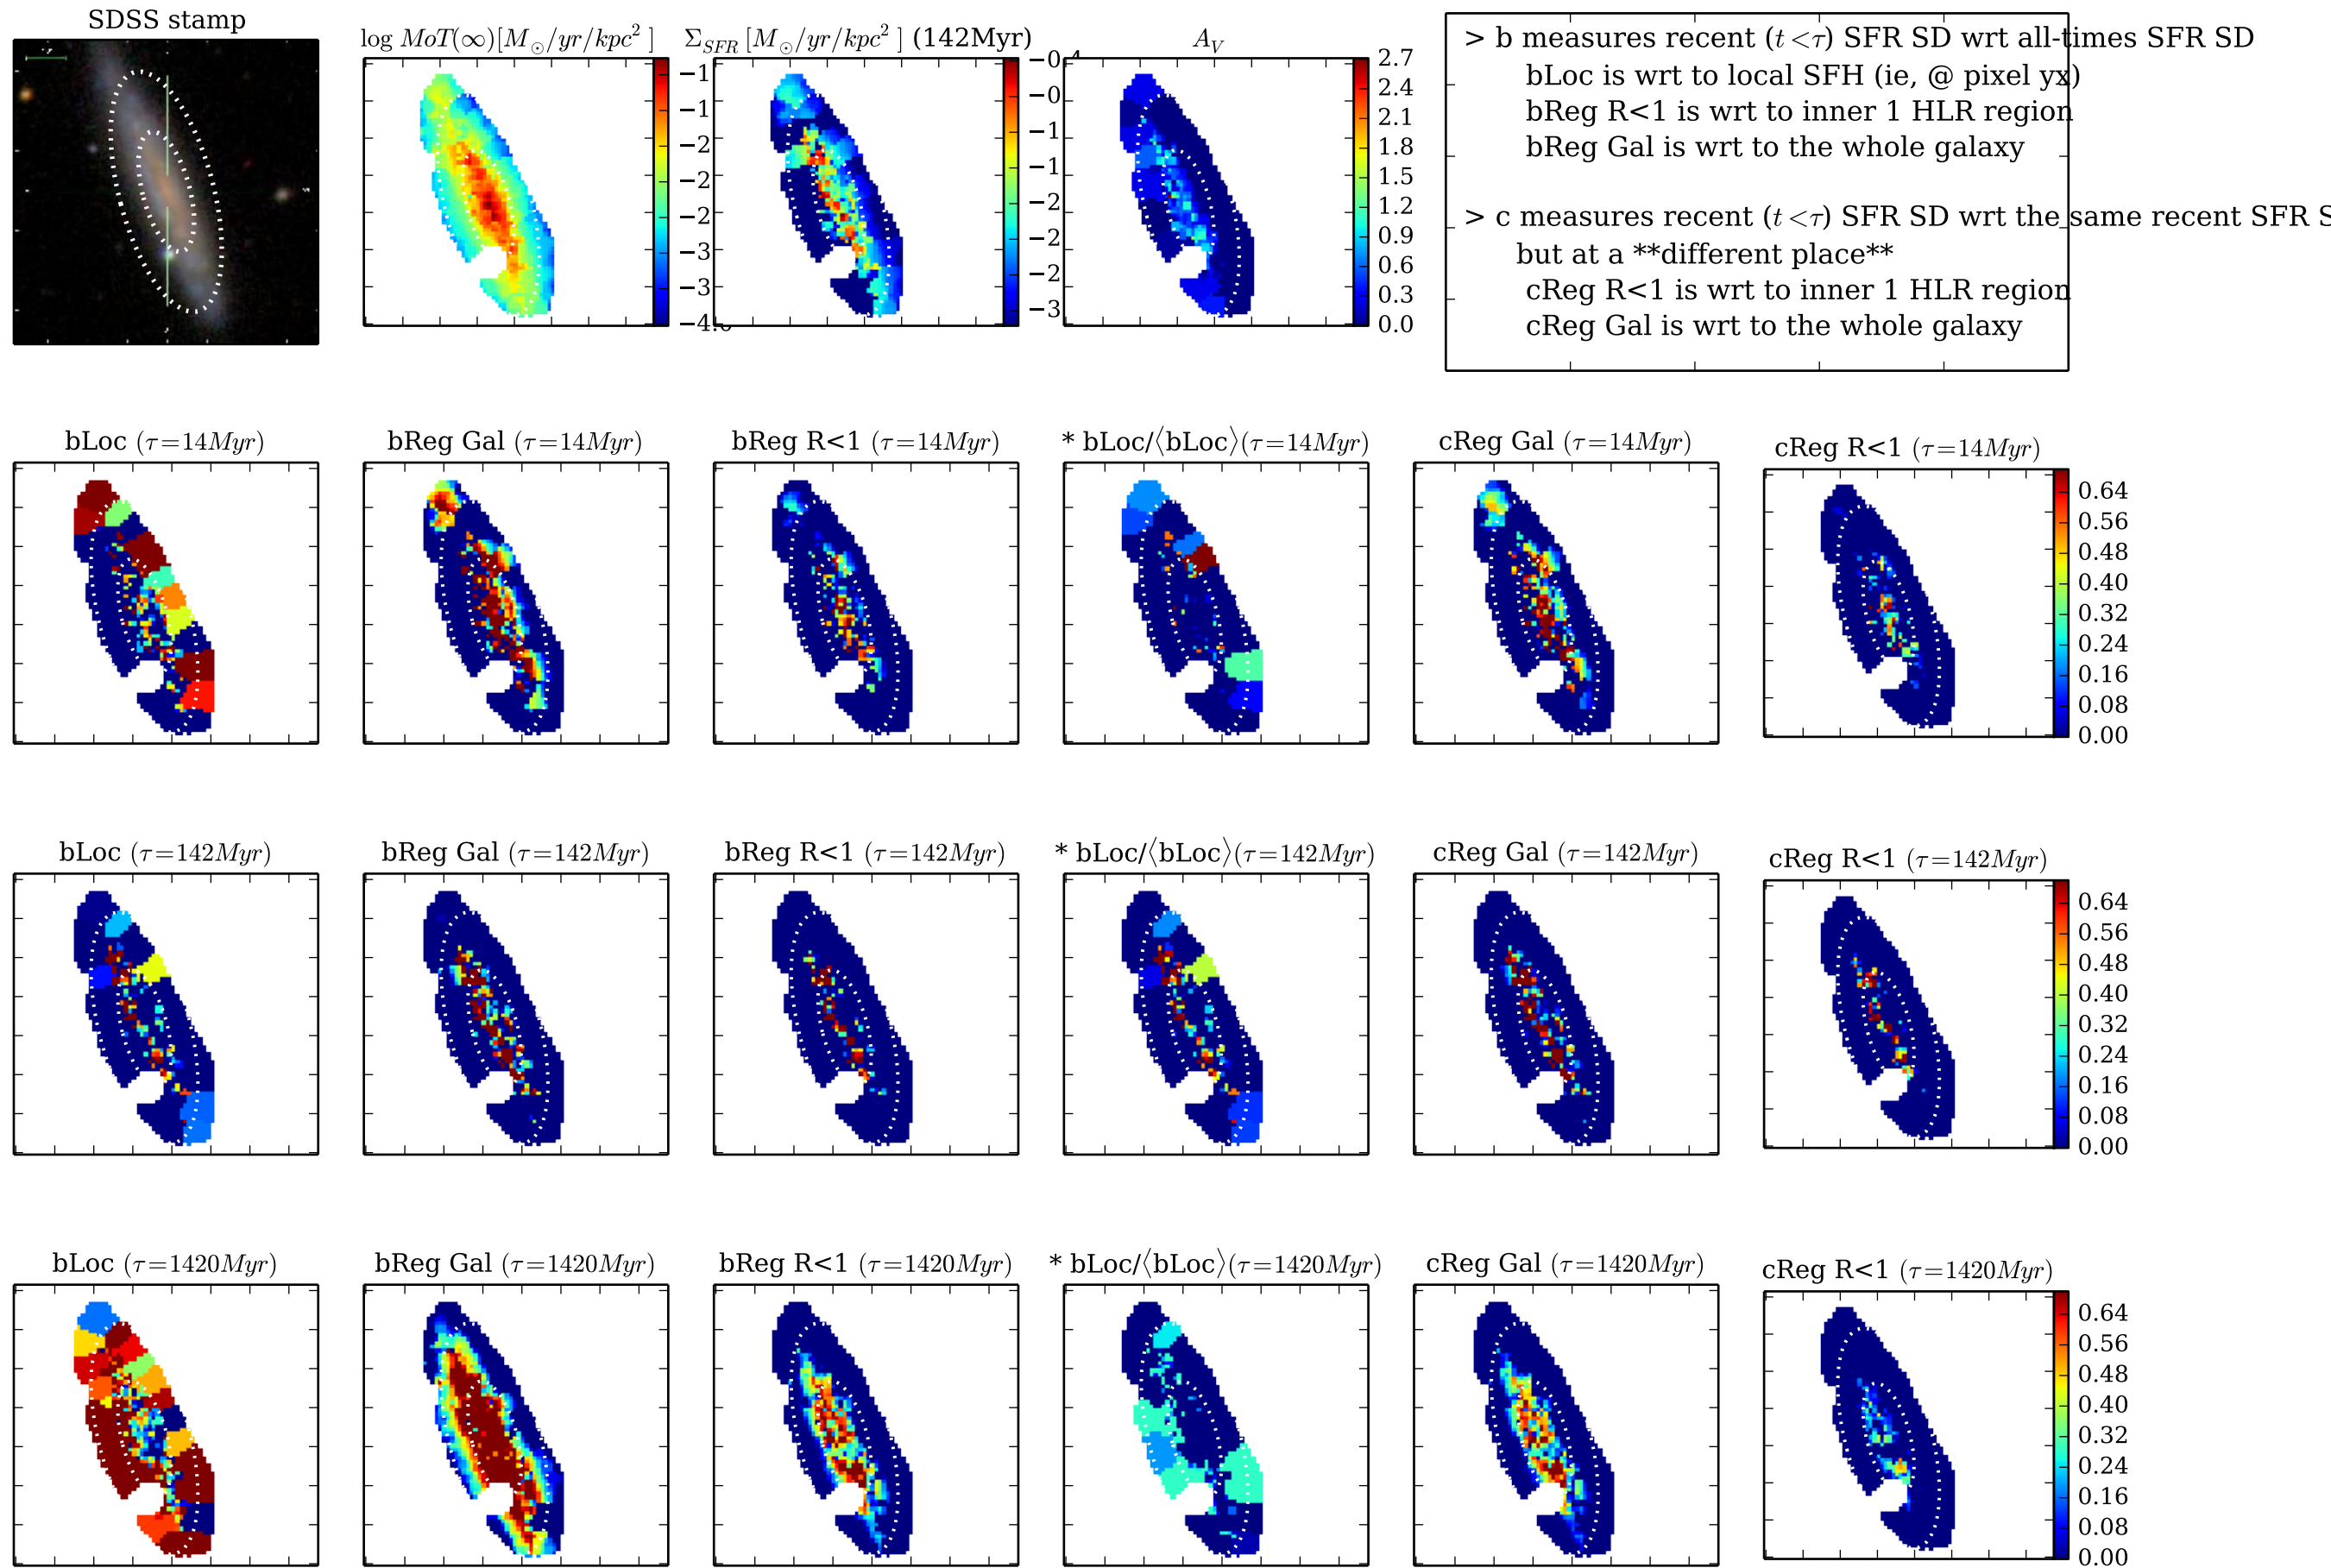 SDSS stamp
log MoT(∞)[M⊙/yr/kpc²]
Σ_SFR [M⊙/yr/kpc²] (142Myr)
A_V
−1
−1
−2
−2
−2
−3
−3
−4.0
−0.4
−0
−1
−1
−2
−2
−3
2.7
2.4
2.1
1.8
1.5
1.2
0.9
0.6
0.3
0.0
> b measures recent (t<τ) SFR SD wrt all-times SFR SD
bLoc is wrt to local SFH (ie, @ pixel yx)
bReg R<1 is wrt to inner 1 HLR region
bReg Gal is wrt to the whole galaxy
> c measures recent (t<τ) SFR SD wrt the same recent SFR S
but at a **different place**
cReg R<1 is wrt to inner 1 HLR region
cReg Gal is wrt to the whole galaxy
bLoc (τ=14Myr)
bReg Gal (τ=14Myr)
bReg R<1 (τ=14Myr)
* bLoc/⟨bLoc⟩(τ=14Myr)
cReg Gal (τ=14Myr)
cReg R<1 (τ=14Myr)
0.64
0.56
0.48
0.40
0.32
0.24
0.16
0.08
0.00
bLoc (τ=142Myr)
bReg Gal (τ=142Myr)
bReg R<1 (τ=142Myr)
* bLoc/⟨bLoc⟩(τ=142Myr)
cReg Gal (τ=142Myr)
cReg R<1 (τ=142Myr)
0.64
0.56
0.48
0.40
0.32
0.24
0.16
0.08
0.00
bLoc (τ=1420Myr)
bReg Gal (τ=1420Myr)
bReg R<1 (τ=1420Myr)
* bLoc/⟨bLoc⟩(τ=1420Myr)
cReg Gal (τ=1420Myr)
cReg R<1 (τ=1420Myr)
0.64
0.56
0.48
0.40
0.32
0.24
0.16
0.08
0.00